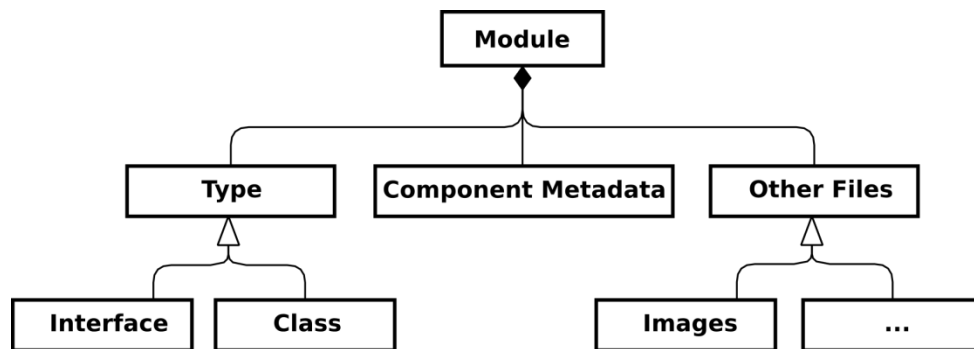 Module
Type
Component Metadata
Other Files
Interface
Class
Images
...